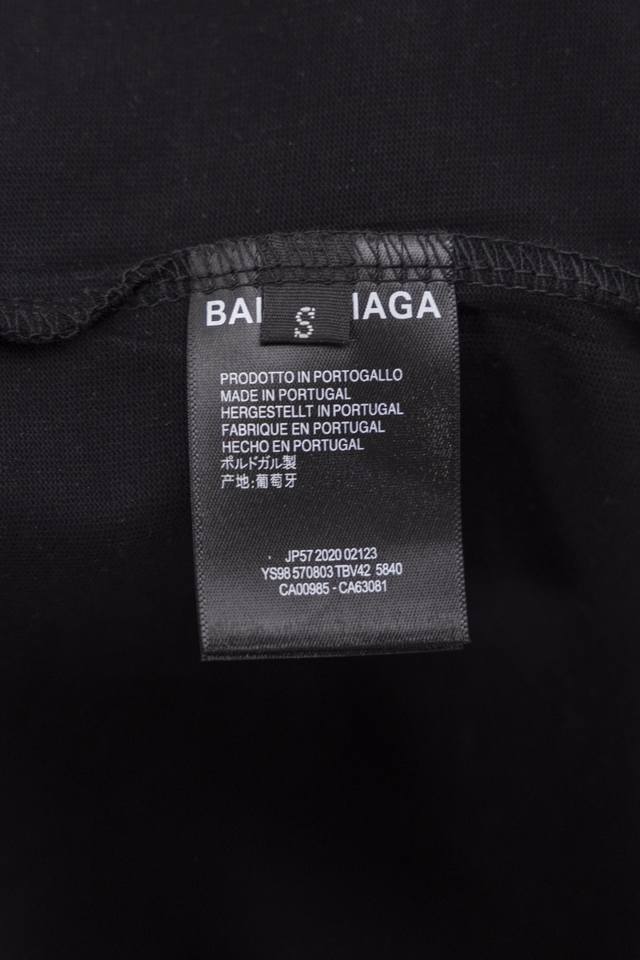 BAL NIAGA
S
PRODOTTO IN PORTOGALLO
MADE IN PORTUGAL
HERGESTELLT IN PORTUGAL
FABRIQUE EN PORTUGAL
HECHO EN PORTUGAL
ポルドガル製
产地:葡萄牙
JP57 2020 02123
YS98 570803 TBV42 5840
CA00985 - CA63081